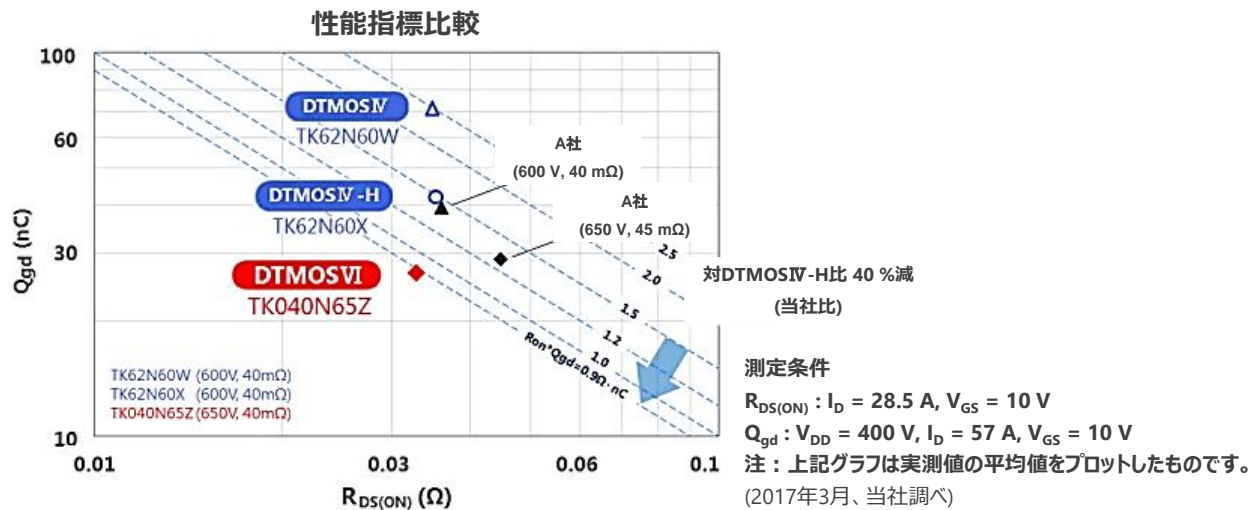 性能指標比較
100
60
30
10
Qgd (nC)
DTMOSⅣ
TK62N60W
DTMOSⅣ-H
TK62N60X
DTMOSⅥ
TK040N65Z
A社
(600 V, 40 mΩ)
A社
(650 V, 45 mΩ)
2.5
2.0
1.5
1.2
1.0
Ron*Qgd=0.9Ω·nC
対DTMOSⅣ-H比 40 %減
(当社比)
TK62N60W (600V, 40mΩ)
TK62N60X (600V, 40mΩ)
TK040N65Z (650V, 40mΩ)
0.01
0.03
0.06
0.1
RDS(ON) (Ω)
測定条件
RDS(ON) : ID = 28.5 A, VGS = 10 V
Qgd : VDD = 400 V, ID = 57 A, VGS = 10 V
注：上記グラフは実測値の平均値をプロットしたものです。
(2017年3月、当社調べ)